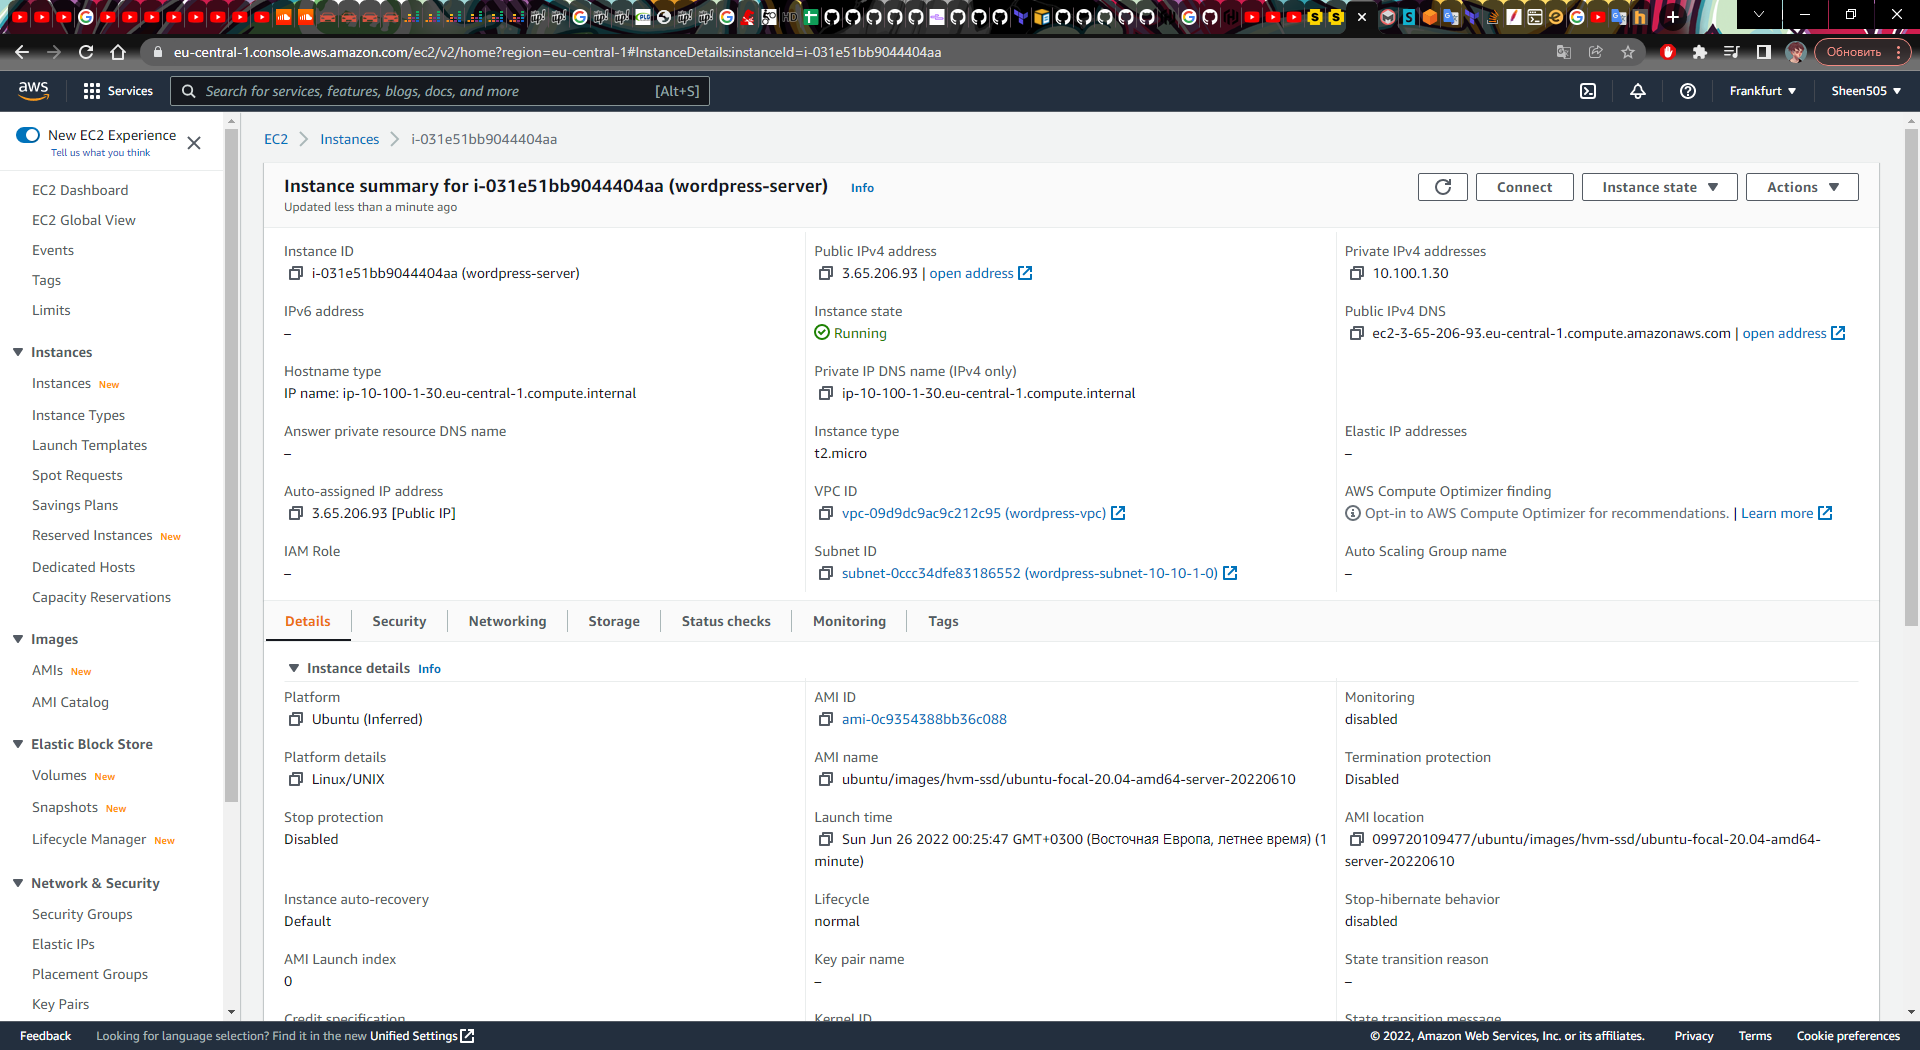 eu-central-1.console.aws.amazon.com/ec2/v2/home?region=eu-central-1#InstanceDetails:instanceId=i-031e51bb9044404aa
Обновить
aws
Services
Search for services, features, blogs, docs, and more
[Alt+S]
Frankfurt
Sheen505
New EC2 Experience
Tell us what you think
EC2 Dashboard
EC2 Global View
Events
Tags
Limits
Instances
Instances New
Instance Types
Launch Templates
Spot Requests
Savings Plans
Reserved Instances New
Dedicated Hosts
Capacity Reservations
Images
AMIs New
AMI Catalog
Elastic Block Store
Volumes New
Snapshots New
Lifecycle Manager New
Network & Security
Security Groups
Elastic IPs
Placement Groups
Key Pairs
EC2
Instances
i-031e51bb9044404aa
Instance summary for i-031e51bb9044404aa (wordpress-server) Info
Updated less than a minute ago
Connect
Instance state
Actions
Instance ID
i-031e51bb9044404aa (wordpress-server)
Public IPv4 address
3.65.206.93 | open address
Private IPv4 addresses
10.100.1.30
IPv6 address
–
Instance state
Running
Public IPv4 DNS
ec2-3-65-206-93.eu-central-1.compute.amazonaws.com | open address
Hostname type
IP name: ip-10-100-1-30.eu-central-1.compute.internal
Private IP DNS name (IPv4 only)
ip-10-100-1-30.eu-central-1.compute.internal
Answer private resource DNS name
–
Instance type
t2.micro
Elastic IP addresses
–
Auto-assigned IP address
3.65.206.93 [Public IP]
VPC ID
vpc-09d9dc9ac9c212c95 (wordpress-vpc)
AWS Compute Optimizer finding
Opt-in to AWS Compute Optimizer for recommendations. | Learn more
IAM Role
–
Subnet ID
subnet-0ccc34dfe83186552 (wordpress-subnet-10-10-1-0)
Auto Scaling Group name
–
Details
Security
Networking
Storage
Status checks
Monitoring
Tags
Instance details Info
Platform
Ubuntu (Inferred)
AMI ID
ami-0c9354388bb36c088
Monitoring
disabled
Platform details
Linux/UNIX
AMI name
ubuntu/images/hvm-ssd/ubuntu-focal-20.04-amd64-server-20220610
Termination protection
Disabled
Stop protection
Disabled
Launch time
Sun Jun 26 2022 00:25:47 GMT+0300 (Восточная Европа, летнее время) (1
minute)
AMI location
099720109477/ubuntu/images/hvm-ssd/ubuntu-focal-20.04-amd64-
server-20220610
Instance auto-recovery
Default
Lifecycle
normal
Stop-hibernate behavior
disabled
AMI Launch index
0
Key pair name
–
State transition reason
–
Credit specification
Kernel ID
State transition message
Feedback
Looking for language selection? Find it in the new Unified Settings
© 2022, Amazon Web Services, Inc. or its affiliates.
Privacy
Terms
Cookie preferences